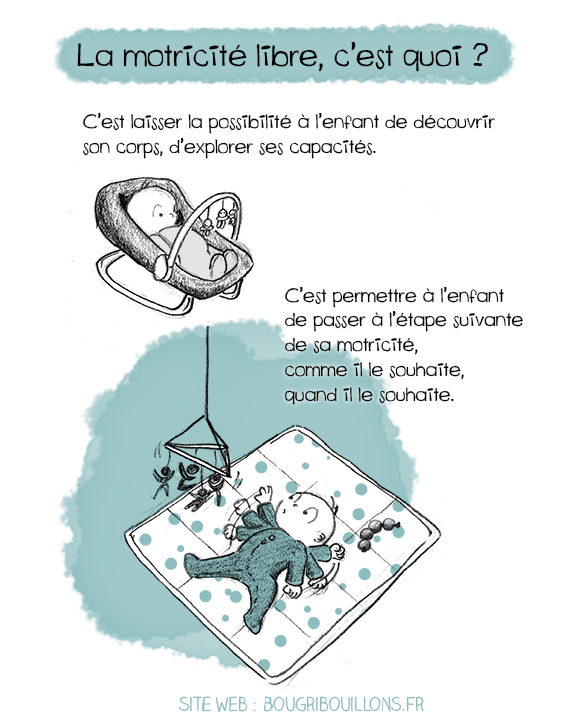 La motricité libre, c'est quoi ?
C'est laisser la possibilité à l'enfant de découvrir
son corps, d'explorer ses capacités.
C'est permettre à l'enfant
de passer à l'étape suivante
de sa motricité,
comme il le souhaite,
quand il le souhaite.
SITE WEB : BOUGRIBOUILLONS.FR